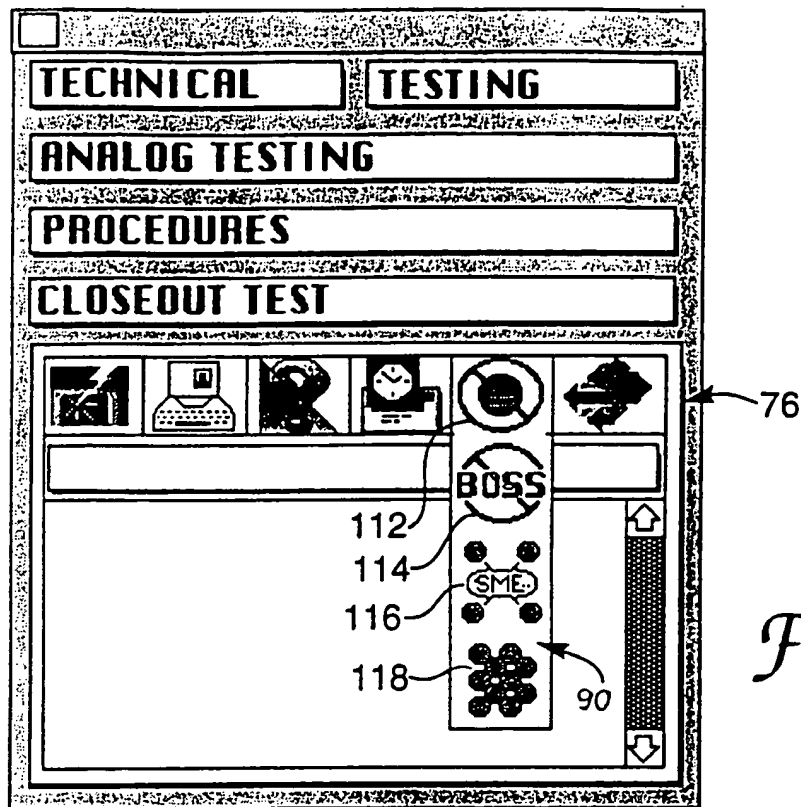 TECHNICAL TESTING
ANALOG TESTING
PROCEDURES
CLOSEOUT TEST
76
BOSS
112
114
SME
116
118
90
F